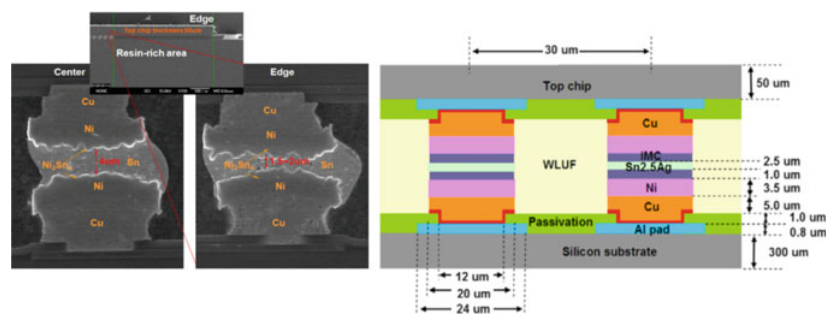 Edge
Top chip thickness 50um
Resin-rich area
Center
Cu
Ni
Ni3Sn4
4um
Sn
Ni
Cu
Edge
Cu
Ni
Sn
Ni
Cu
30 um
Top chip
50 um
Cu
IMC
WLUF
Sn2.5Ag
2.5 um
1.0 um
Ni
3.5 um
Cu
5.0 um
Passivation
1.0 um
Al pad
0.8 um
Silicon substrate
300 um
12 um
20 um
24 um